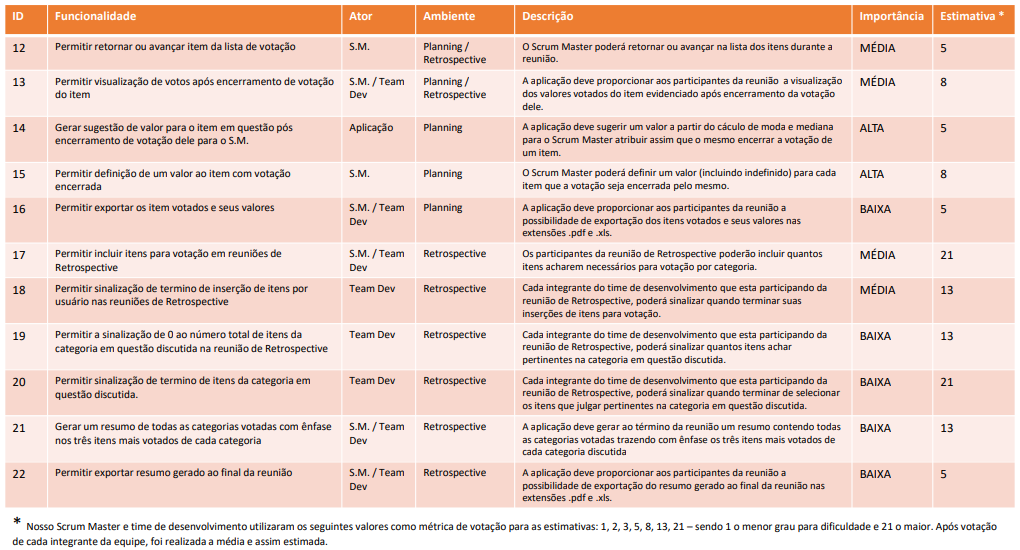 ID Funcionalidade Ator Ambiente Descrição Importância Estimativa *
12 Permitir retornar ou avançar item da lista de votação S.M. Planning / O Scrum Master poderá retornar ou avançar na lista dos itens durante a MÉDIA 5
Retrospective reunião.
13 Permitir visualização de votos após encerramento de votação S.M. / Team Planning / A aplicação deve proporcionar aos participantes da reunião a visualização MÉDIA 8
do item Dev Retrospective dos valores votados do item evidenciado após encerramento da votação
dele.
14 Gerar sugestão de valor para o item em questão pós Aplicação Planning A aplicação deve sugerir um valor a partir do cáculo de moda e mediana ALTA 5
encerramento de votação dele para o S.M. para o Scrum Master atribuir assim que o mesmo encerrar a votação de
um item.
15 Permitir definição de um valor ao item com votação S.M. Planning O Scrum Master poderá definir um valor (incluindo indefinido) para cada ALTA 8
encerrada item que a votação seja encerrada pelo mesmo.
16 Permitir exportar os item votados e seus valores S.M. / Team Planning A aplicação deve proporcionar aos participantes da reunião a BAIXA 5
Dev possibilidade de exportação dos itens votados e seus valores nas
extensões .pdf e .xls.
17 Permitir incluir itens para votação em reuniões de S.M. / Team Retrospective Os participantes da reunião de Retrospective poderão incluir quantos MÉDIA 21
Retrospective Dev itens acharem necessários para votação por categoria.
18 Permitir sinalização de termino de inserção de itens por Team Dev Retrospective Cada integrante do time de desenvolvimento que esta participando da MÉDIA 13
usuário nas reuniões de Retrospective reunião de Retrospective, poderá sinalizar quando terminar suas
inserções de itens para votação.
19 Permitir a sinalização de 0 ao número total de itens da Team Dev Retrospective Cada integrante do time de desenvolvimento que esta participando da BAIXA 13
categoria em questão discutida na reunião de Retrospective reunião de Retrospective, poderá sinalizar quantos itens achar
pertinentes na categoria em questão discutida.
20 Permitir sinalização de termino de itens da categoria em Team Dev Retrospective Cada integrante do time de desenvolvimento que esta participando da BAIXA 21
questão discutida. reunião de Retrospective, poderá sinalizar quando terminar de selecionar
os itens que julgar pertinentes na categoria em questão discutida.
21 Gerar um resumo de todas as categorias votadas com ênfase S.M. / Team Retrospective A aplicação deve gerar ao término da reunião um resumo contendo todas BAIXA 13
nos três itens mais votados de cada categoria Dev as categorias votadas trazendo com ênfase os três itens mais votados de
cada categoria discutida
22 Permitir exportar resumo gerado ao final da reunião S.M. / Team Retrospective A aplicação deve proporcionar aos participantes da reunião a BAIXA 5
Dev possibilidade de exportação do resumo gerado ao final da reunião nas
extensões .pdf e .xls.
* Nosso Scrum Master e time de desenvolvimento utilizaram os seguintes valores como métrica de votação para as estimativas: 1, 2, 3, 5, 8, 13, 21 – sendo 1 o menor grau para dificuldade e 21 o maior. Após votação
de cada integrante da equipe, foi realizada a média e assim estimada.